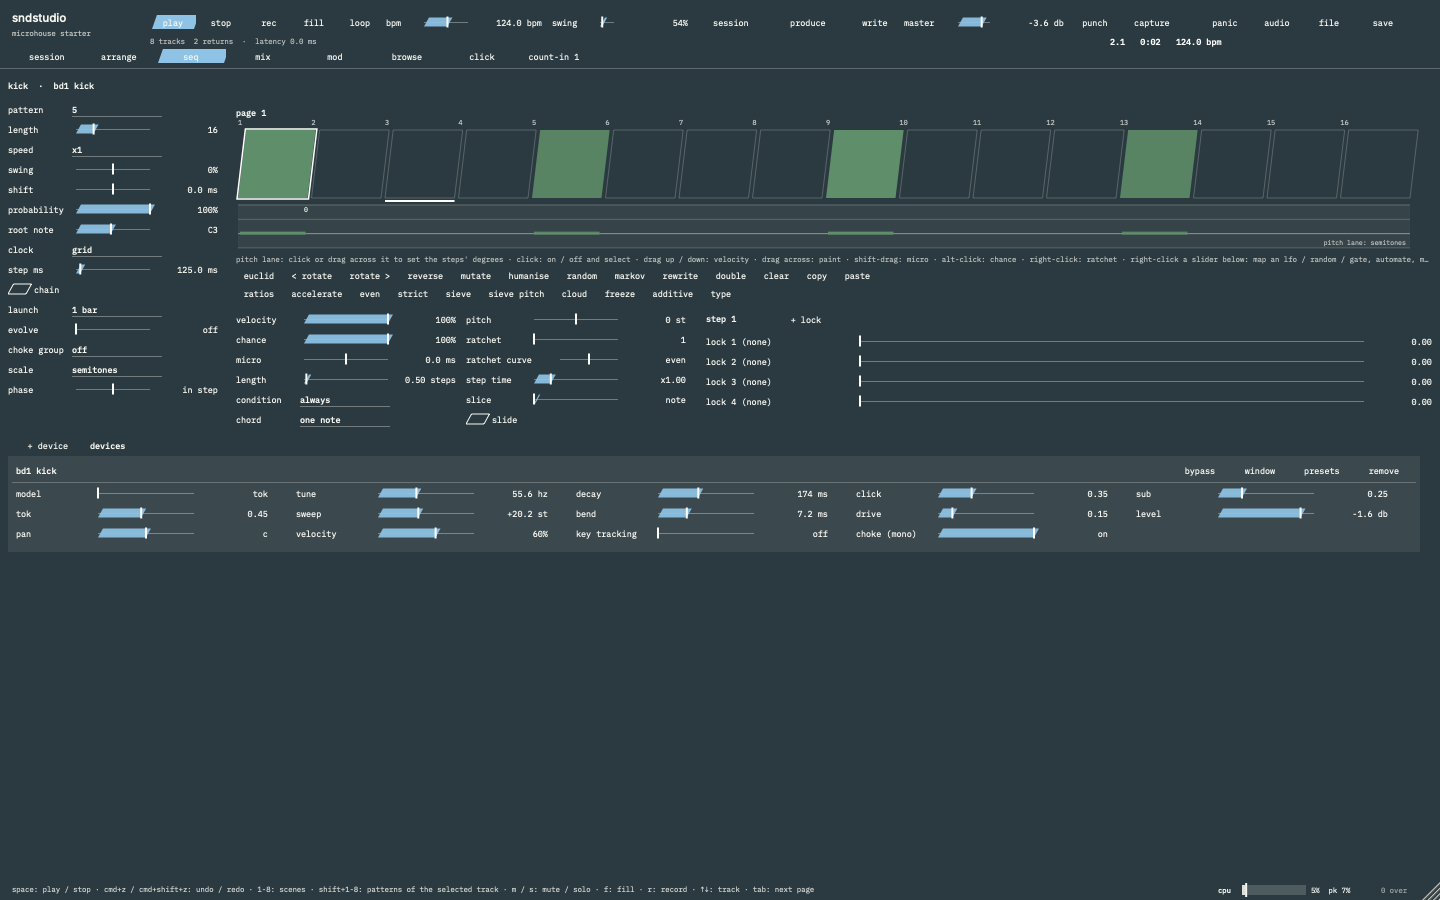 sndstudio
microhouse starter
play stop rec fill loop bpm 124.0 bpm swing 54% session produce write master -3.6 db punch capture panic audio file save
8 tracks 2 returns · latency 0.0 ms
2.1 0:02 124.0 bpm
session arrange seq mix mod browse click count-in 1
kick · bd1 kick
pattern 5
length 16
speed x1
swing 0%
shift 0.0 ms
probability 100%
root note C3
clock grid
step ms 125.0 ms
chain
launch 1 bar
evolve off
choke group off
scale semitones
phase in step
page 1
1 2 3 4 5 6 7 8 9 10 11 12 13 14 15 16
0
pitch lane: semitones
pitch lane: click or drag across it to set the steps' degrees · click: on / off and select · drag up / down: velocity · drag across: paint · shift-drag: micro · alt-click: chance · right-click: ratchet · right-click a slider below: map an lfo / random / gate, automate, m…
euclid < rotate rotate > reverse mutate humanise random markov rewrite double clear copy paste
ratios accelerate even strict sieve sieve pitch cloud freeze additive type
velocity 100% pitch 0 st step 1 + lock
chance 100% ratchet 1 lock 1 (none) 0.00
micro 0.0 ms ratchet curve even lock 2 (none) 0.00
length 0.50 steps step time x1.00 lock 3 (none) 0.00
condition always slice note lock 4 (none) 0.00
chord one note slide
+ device devices
bd1 kick bypass window presets remove
model tok tune 55.6 hz decay 174 ms click 0.35 sub 0.25
tok 0.45 sweep +20.2 st bend 7.2 ms drive 0.15 level -1.6 db
pan c velocity 60% key tracking off choke (mono) on
space: play / stop · cmd+z / cmd+shift+z: undo / redo · 1-8: scenes · shift+1-8: patterns of the selected track · m / s: mute / solo · f: fill · r: record · ↑↓: track · tab: next page
cpu 5% pk 7% 0 over